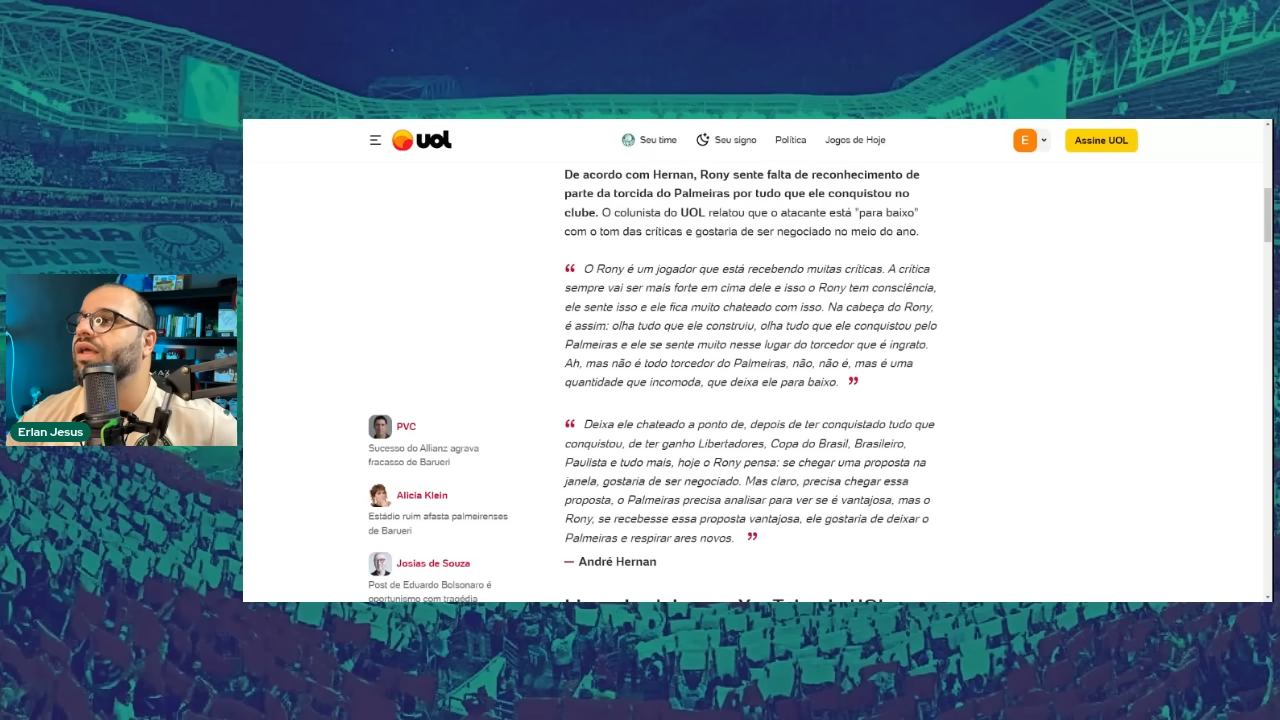 uol
Seu time
Seu signo
Política
Jogos de Hoje
E
Assine UOL
De acordo com Hernan, Rony sente falta de reconhecimento de
parte da torcida do Palmeiras por tudo que ele conquistou no
clube. O colunista do UOL relatou que o atacante está "para baixo"
com o tom das críticas e gostaria de ser negociado no meio do ano.
“ O Rony é um jogador que está recebendo muitas críticas. A crítica
sempre vai ser mais forte em cima dele e isso o Rony tem consciência,
ele sente isso e ele fica muito chateado com isso. Na cabeça do Rony,
é assim: olha tudo que ele construiu, olha tudo que ele conquistou pelo
Palmeiras e ele se sente muito nesse lugar do torcedor que é ingrato.
Ah, mas não é todo torcedor do Palmeiras, não, não é, mas é uma
quantidade que incomoda, que deixa ele para baixo. ”
“ Deixa ele chateado a ponto de, depois de ter conquistado tudo que
conquistou, de ter ganho Libertadores, Copa do Brasil, Brasileiro,
Paulista e tudo mais, hoje o Rony pensa: se chegar uma proposta na
janela, gostaria de ser negociado. Mas claro, precisa chegar essa
proposta, o Palmeiras precisa analisar para ver se é vantajosa, mas o
Rony, se recebesse essa proposta vantajosa, ele gostaria de deixar o
Palmeiras e respirar ares novos. ”
— André Hernan
PVC
Sucesso do Allianz agrava
fracasso de Barueri
Alicia Klein
Estádio ruim afasta palmeirenses
de Barueri
Josias de Souza
Post de Eduardo Bolsonaro é
oportunismo com tragédia
Erlan Jesus